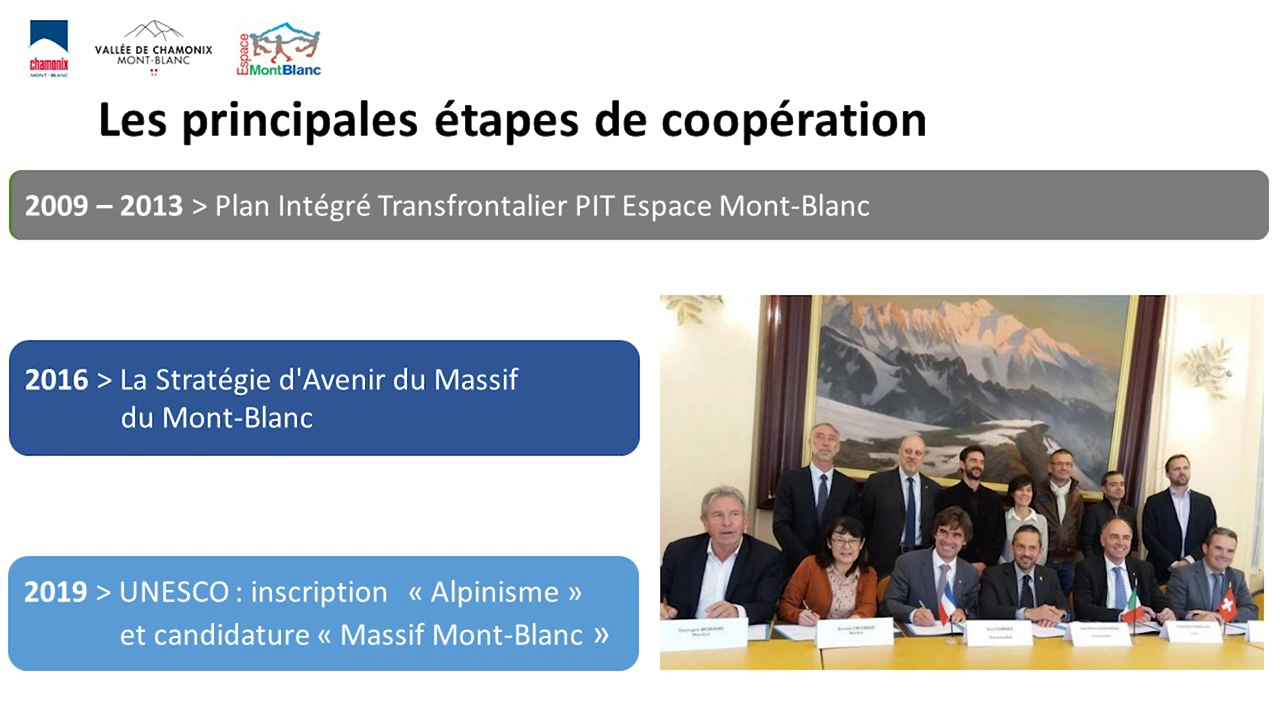 chamonix
MONT-BLANC
VALLÉE DE CHAMONIX
MONT-BLANC
Espace
MontBlanc
Les principales étapes de coopération
2009 – 2013 > Plan Intégré Transfrontalier PIT Espace Mont-Blanc
2016 > La Stratégie d'Avenir du Massif
du Mont-Blanc
2019 > UNESCO : inscription « Alpinisme »
et candidature « Massif Mont-Blanc »
Georges MORAND